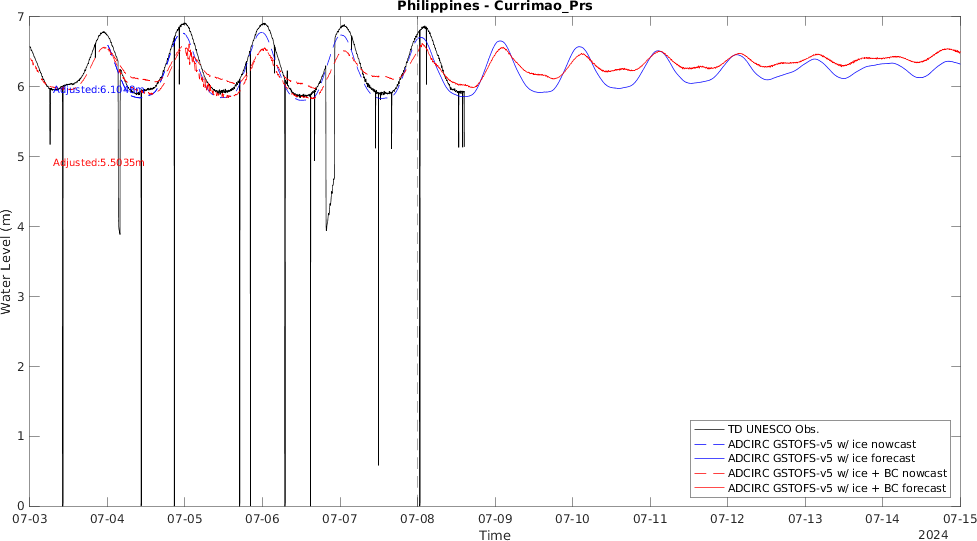 Philippines - Currimao_Prs
7
6
5
4
3
2
1
0
Water Level (m)
Adjusted:6.1048m
Adjusted:5.5035m
TD UNESCO Obs.
ADCIRC GSTOFS-v5 w/ ice nowcast
ADCIRC GSTOFS-v5 w/ ice forecast
ADCIRC GSTOFS-v5 w/ ice + BC nowcast
ADCIRC GSTOFS-v5 w/ ice + BC forecast
07-03 07-04 07-05 07-06 07-07 07-08 07-09 07-10 07-11 07-12 07-13 07-14 07-15
Time
2024